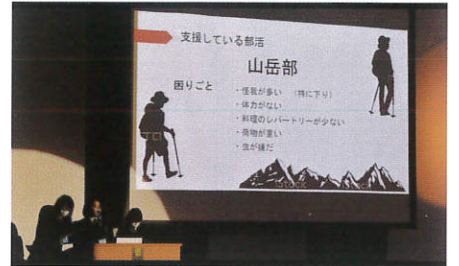 支援している部活
山岳部
困りごと
・怪我が多い （特に下り）
・体力がない
・料理のレパートリーが少ない
・荷物が重い
・虫が嫌だ
iStock